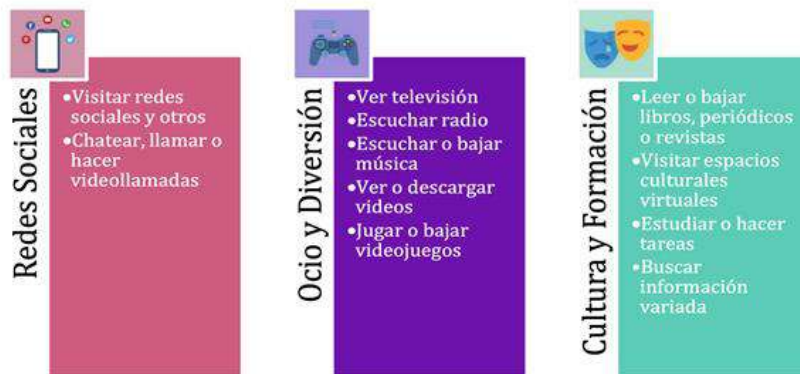 Redes Sociales
•Visitar redes
sociales y otros
•Chatear, llamar o
hacer
videollamadas
Ocio y Diversión
•Ver televisión
•Escuchar radio
•Escuchar o bajar
música
•Ver o descargar
videos
•Jugar o bajar
videojuegos
Cultura y Formación
•Leer o bajar
libros, periódicos
o revistas
•Visitar espacios
culturales
virtuales
•Estudiar o hacer
tareas
•Buscar
información
variada